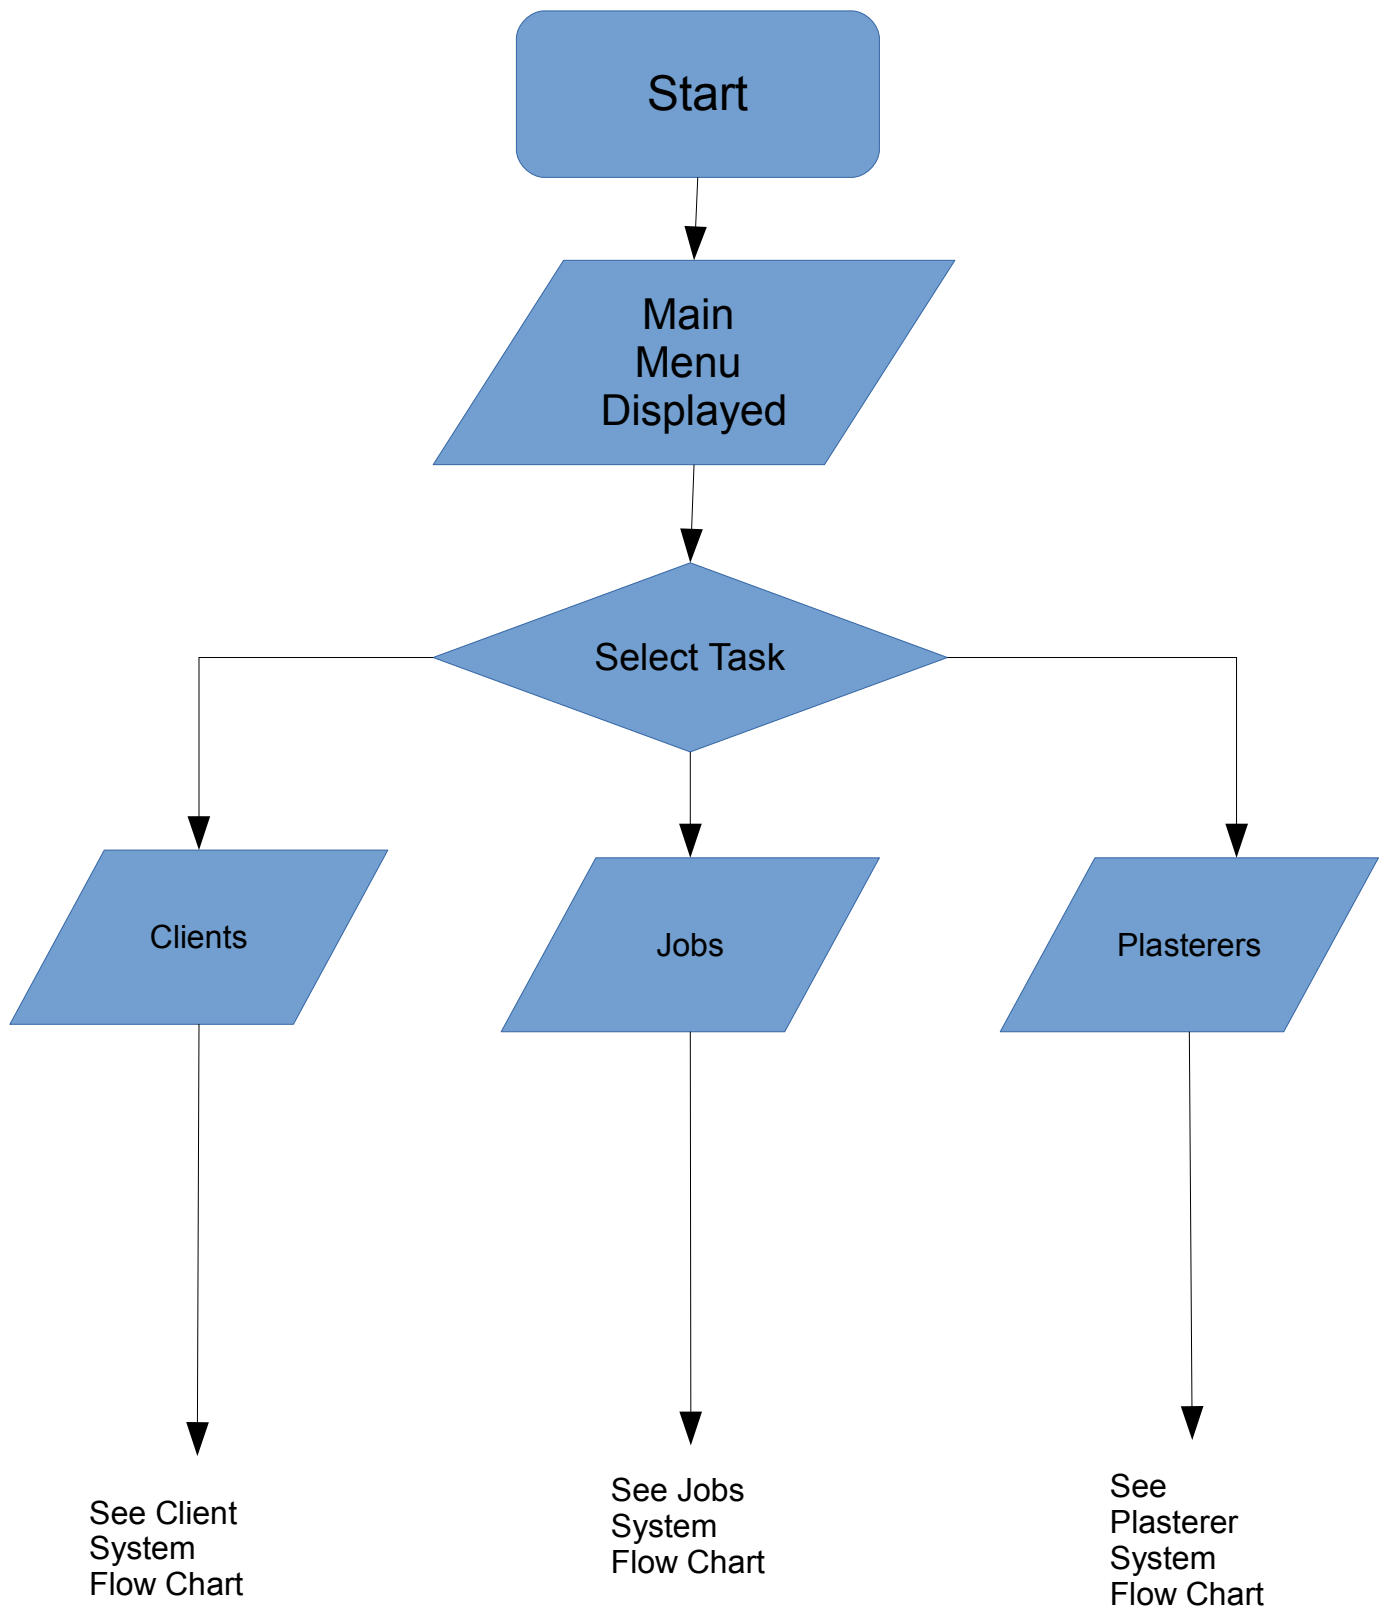 Start
Main
Menu
Displayed
Select Task
Clients
Jobs
Plasterers
See Client
System
Flow Chart
See Jobs
System
Flow Chart
See
Plasterer
System
Flow Chart